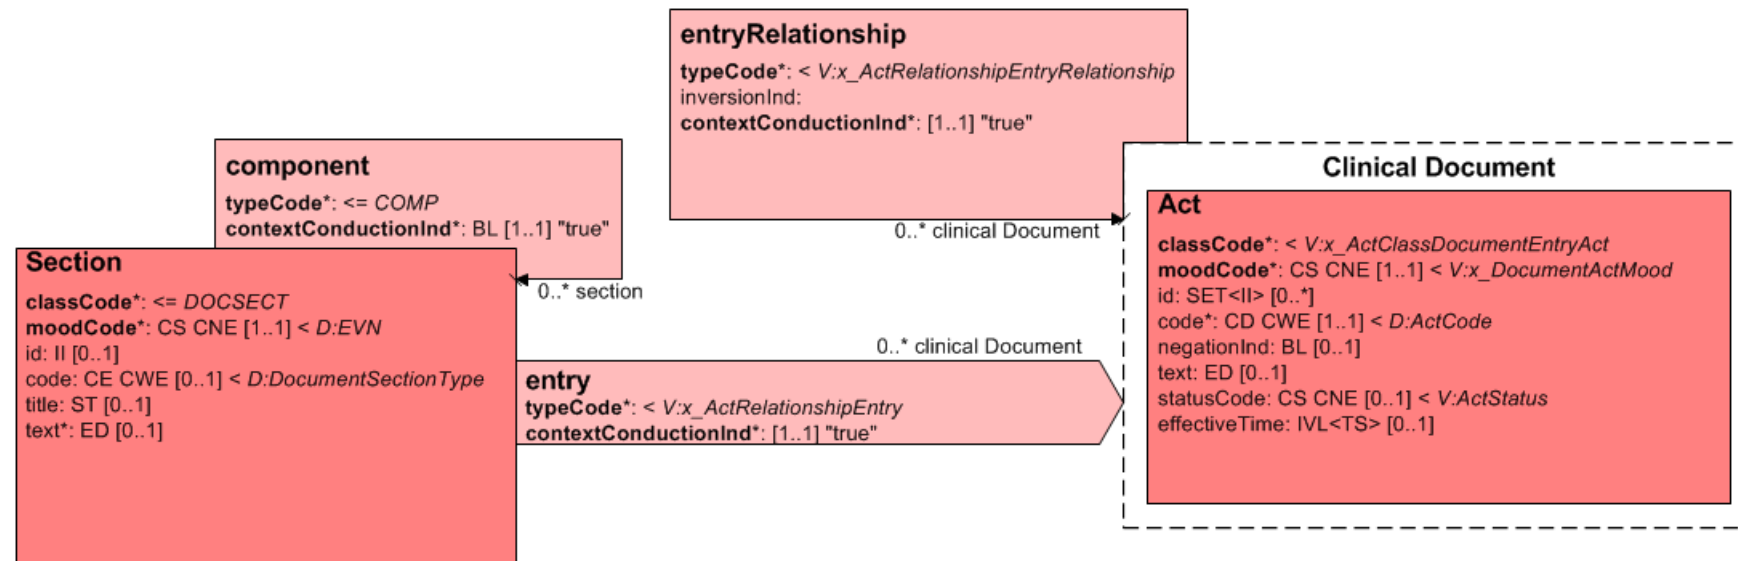 entryRelationship
typeCode*: < V:x_ActRelationshipEntryRelationship
inversionInd:
contextConductionInd*: [1..1] "true"
0..* clinical Document
component
typeCode*: <= COMP
contextConductionInd*: BL [1..1] "true"
0..* section
Section
classCode*: <= DOCSECT
moodCode*: CS CNE [1..1] < D:EVN
id: II [0..1]
code: CE CWE [0..1] < D:DocumentSectionType
title: ST [0..1]
text*: ED [0..1]
0..* clinical Document
entry
typeCode*: < V:x_ActRelationshipEntry
contextConductionInd*: [1..1] "true"
Clinical Document
Act
classCode*: < V:x_ActClassDocumentEntryAct
moodCode*: CS CNE [1..1] < V:x_DocumentActMood
id: SET<II> [0..*]
code*: CD CWE [1..1] < D:ActCode
negationInd: BL [0..1]
text: ED [0..1]
statusCode: CS CNE [0..1] < V:ActStatus
effectiveTime: IVL<TS> [0..1]